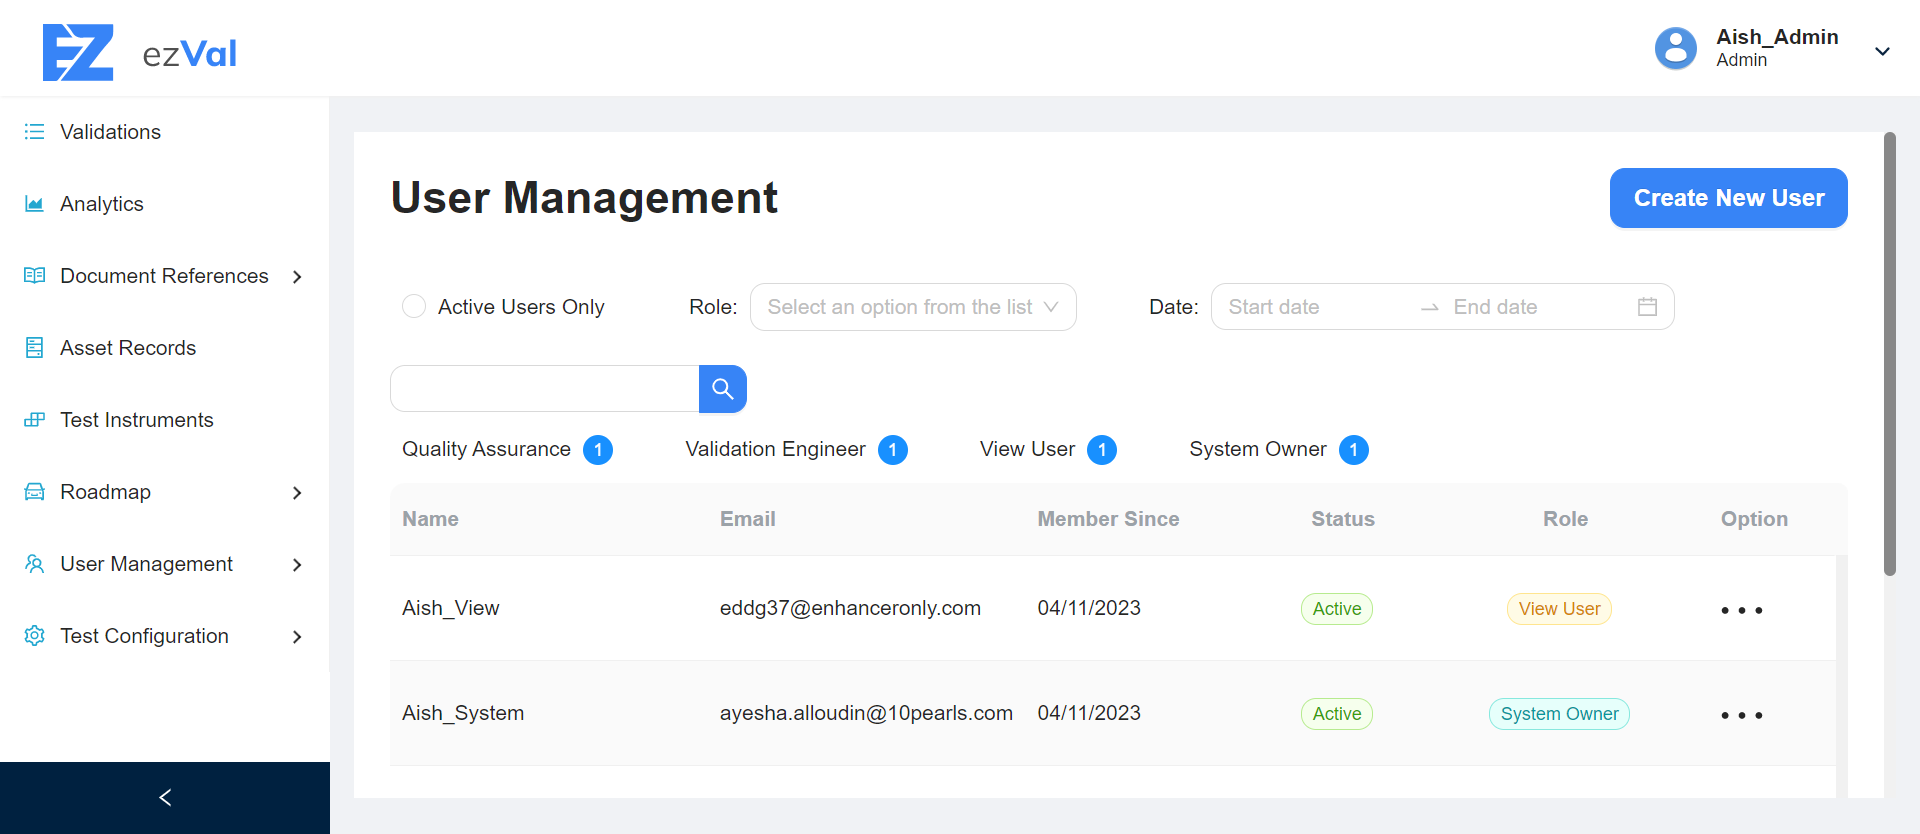 EZ ezVal
Aish_Admin
Admin
Validations
Analytics
Document References
Asset Records
Test Instruments
Roadmap
User Management
Test Configuration
User Management
Create New User
Active Users Only
Role: Select an option from the list
Date: Start date End date
Quality Assurance 1 Validation Engineer 1 View User 1 System Owner 1
Name Email Member Since Status Role Option
Aish_View eddg37@enhanceronly.com 04/11/2023 Active View User
Aish_System ayesha.alloudin@10pearls.com 04/11/2023 Active System Owner